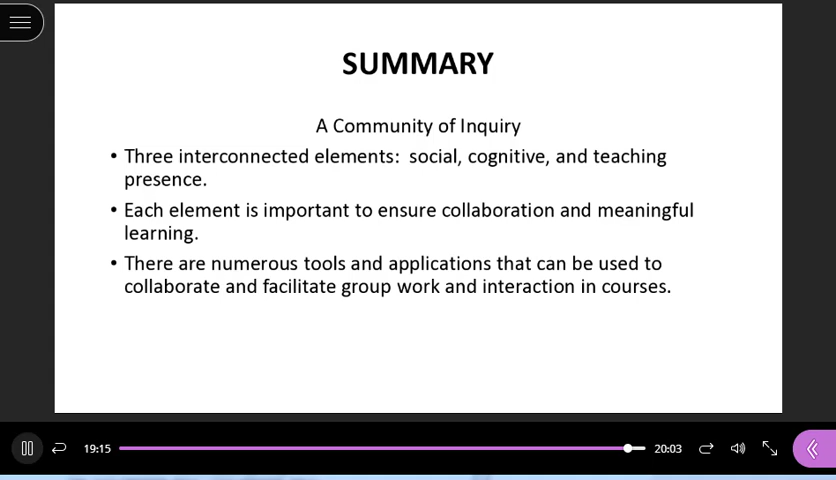 SUMMARY
A Community of Inquiry
• Three interconnected elements:  social, cognitive, and teaching
presence.
• Each element is important to ensure collaboration and meaningful
learning.
• There are numerous tools and applications that can be used to
collaborate and facilitate group work and interaction in courses.
19:15 20:03